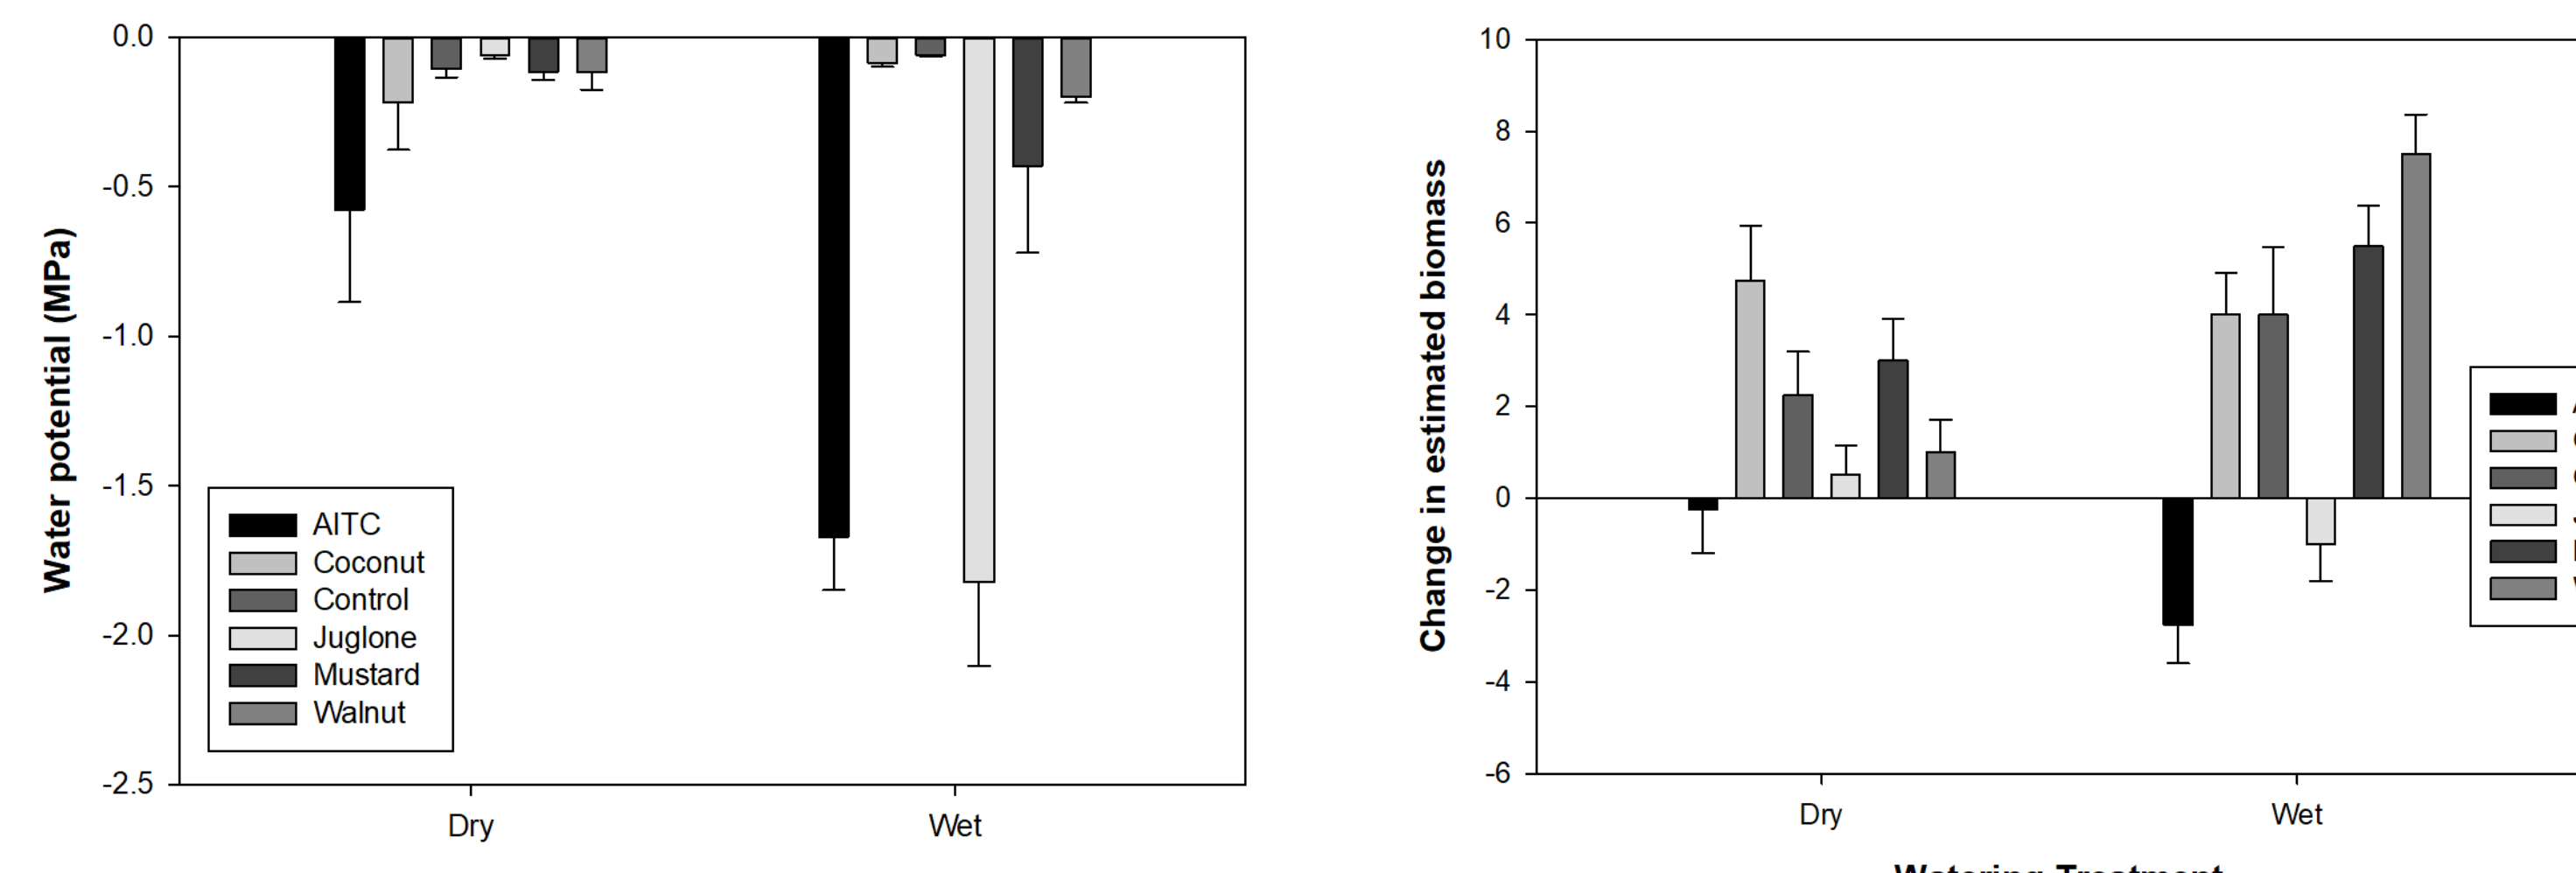 0.0
-0.5
-1.0
-1.5
-2.0
-2.5
Water potential (MPa)
AITC
Coconut
Control
Juglone
Mustard
Walnut
Dry
Wet
10
8
6
4
2
0
-2
-4
-6
Change in estimated biomass
Dry
Wet
Watering Treatment